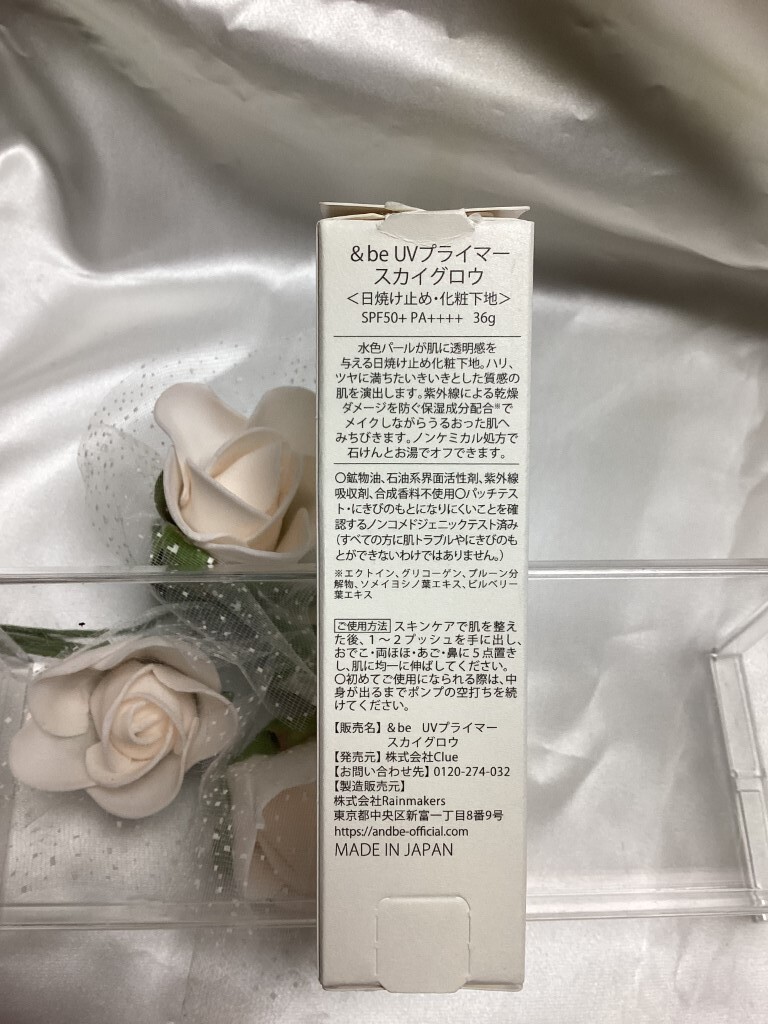 &be UVプライマー
スカイグロウ
＜日焼け止め・化粧下地＞
SPF50+ PA++++ 36g
水色パールが肌に透明感を
与える日焼け止め化粧下地。ハリ、
ツヤに満ちたいきいきとした質感の
肌を演出します。紫外線による乾燥
ダメージを防ぐ保湿成分配合※で
メイクしながらうるおった肌へ
みちびきます。ノンケミカル処方で
石けんとお湯でオフできます。
〇鉱物油、石油系界面活性剤、紫外線
吸収剤、合成香料不使用〇パッチテス
ト・にきびのもとになりにくいことを確
認するノンコメドジェニックテスト済み
（すべての方に肌トラブルやにきびのも
とができないわけではありません。）
※エクトイン、グリコーゲン、プルーン分
解物、ソメイヨシノ葉エキス、ビルベリー
葉エキス
ご使用方法 スキンケアで肌を整え
た後、１〜２プッシュを手に出し、
おでこ・両ほほ・あご・鼻に５点置き
し、肌に均一に伸ばしてください。
〇初めてご使用になられる際は、中
身が出るまでポンプの空打ちを続
けてください。
【販売名】&be UVプライマー
スカイグロウ
【発売元】株式会社Clue
【お問い合わせ先】0120-274-032
【製造販売元】
株式会社Rainmakers
東京都中央区新富一丁目8番9号
https://andbe-official.com
MADE IN JAPAN